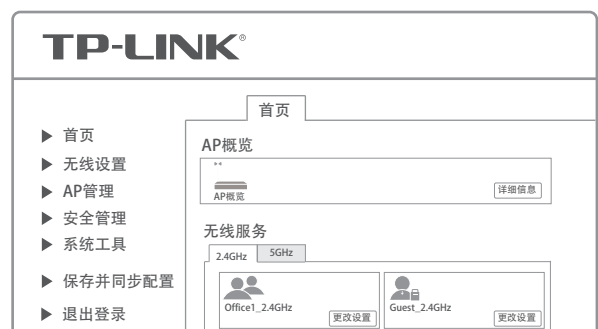 TP-LINK®
首页
首页
无线设置
AP管理
安全管理
系统工具
保存并同步配置
退出登录
AP概览
**
AP概览
详细信息
无线服务
2.4GHz
5GHz
Office1_2.4GHz
更改设置
Guest_2.4GHz
更改设置